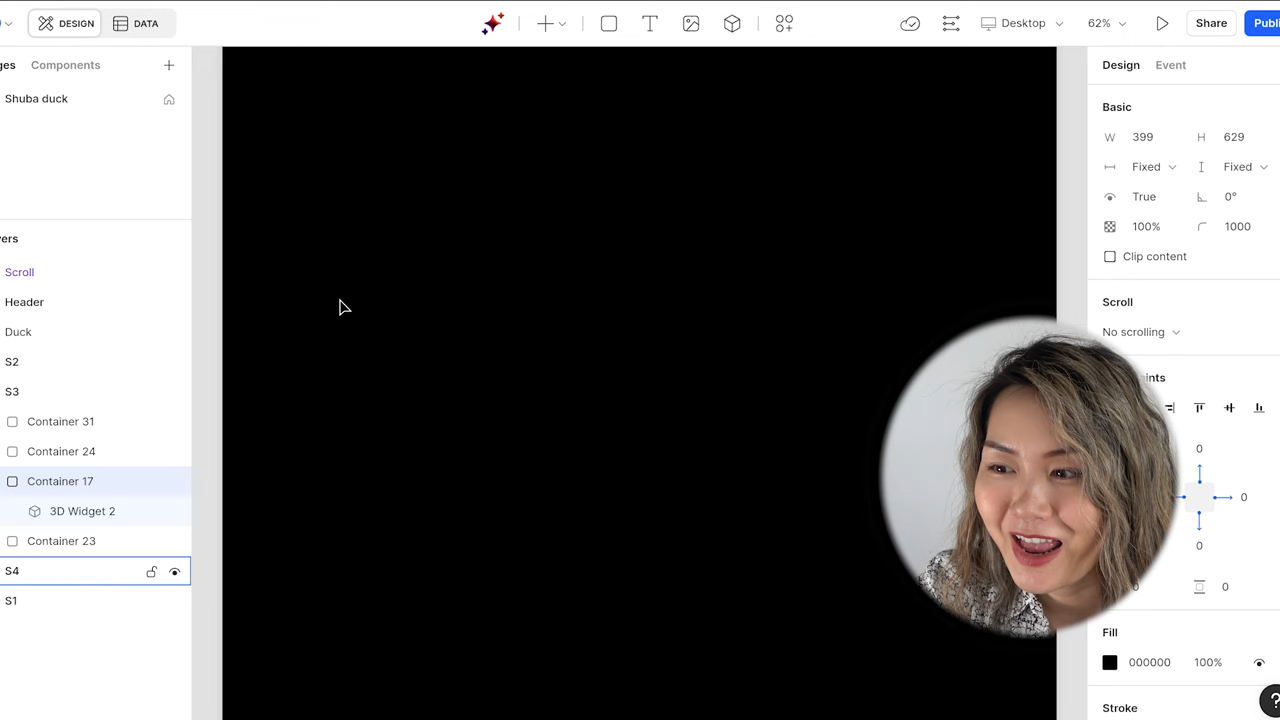 DESIGN DATA Desktop 62% Share Publi
ges Components
Shuba duck
yers
Scroll
Header
Duck
S2
S3
Container 31
Container 24
Container 17
3D Widget 2
Container 23
S4
S1
Design Event
Basic
W 399 H 629
Fixed Fixed
True 0°
100% 1000
Clip content
Scroll
No scrolling
ints
0
0
0
0 0
Fill
000000 100%
?
Stroke